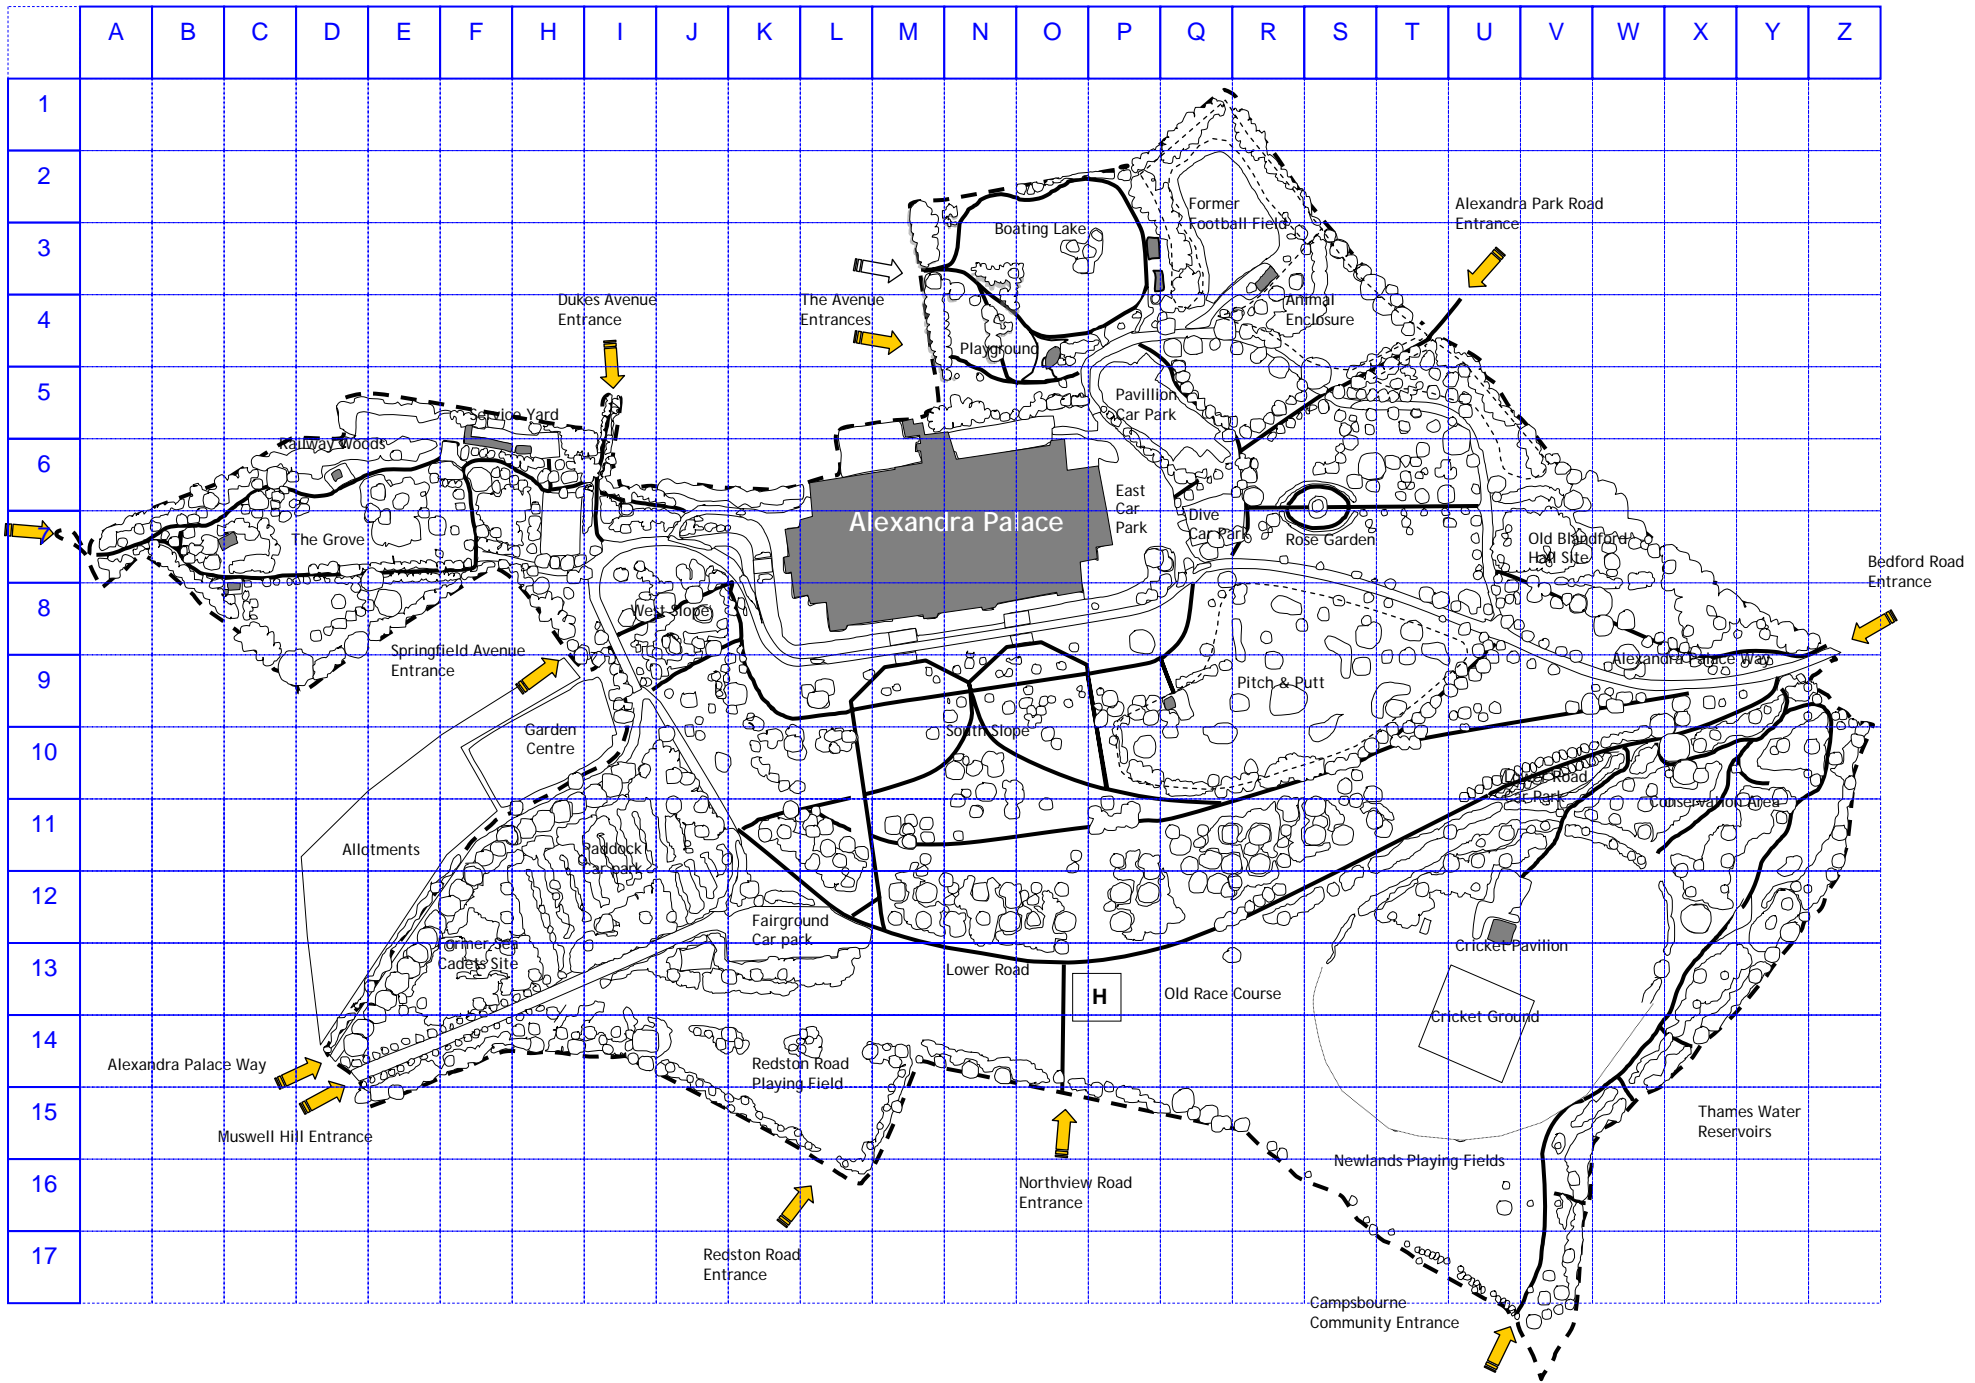 A B C D E F H I J K L M N O P Q R S T U V W X Y Z
1
2
3
4
5
6
7
8
9
10
11
12
13
14
15
16
17
Former
Football Field
Alexandra Park Road
Entrance
Boating Lake
Dukes Avenue
Entrance
The Avenue
Entrances
Animal
Enclosure
Playground
Pavillion
Car Park
Service Yard
Railway Woods
East
Car
Park
Alexandra Palace
Dive
Car Park
Rose Garden
The Grove
Old Blandford
Hall Site
Bedford Road
Entrance
West Slope
Springfield Avenue
Entrance
Alexandra Palace Way
Pitch & Putt
Garden
Centre
South Slope
Lower Road
Car Park
Conservation Area
Allotments
Paddock
Car park
Fairground
Car park
Former Sea
Cadets Site
Cricket Pavilion
Lower Road
H
Old Race Course
Cricket Ground
Alexandra Palace Way
Redston Road
Playing Field
Muswell Hill Entrance
Thames Water
Reservoirs
Newlands Playing Fields
Northview Road
Entrance
Redston Road
Entrance
Campsbourne
Community Entrance